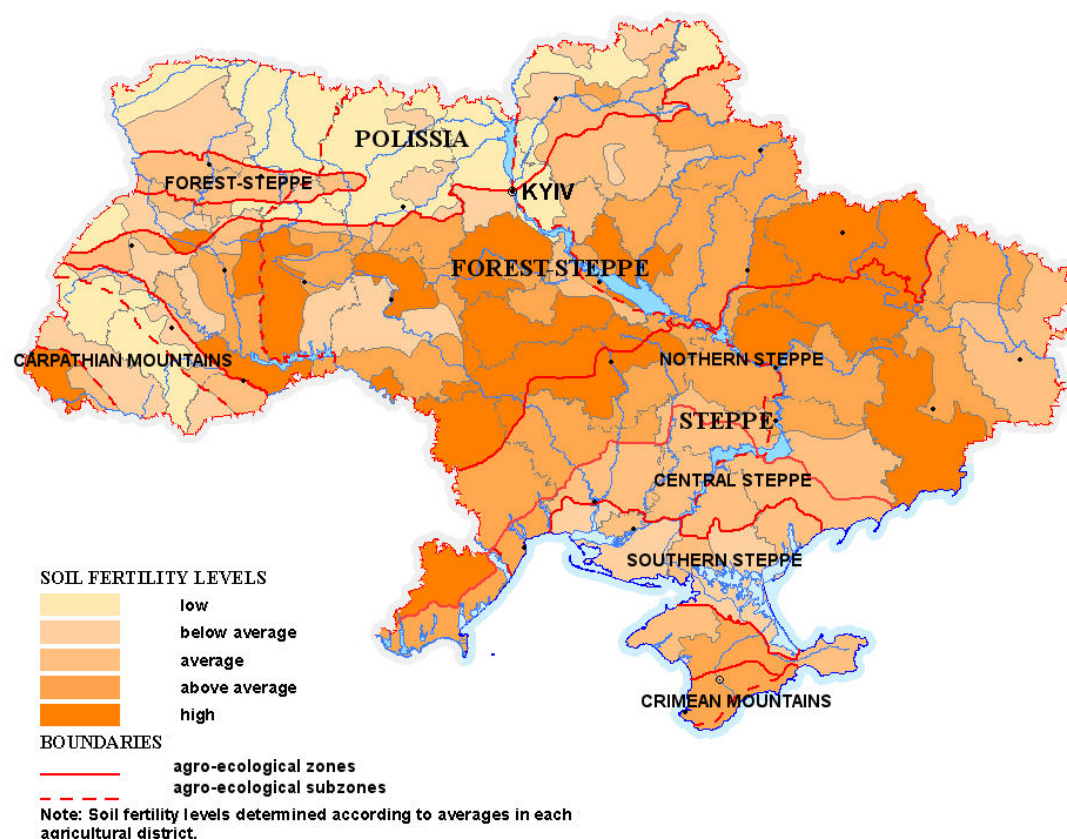 POLISSIA
FOREST-STEPPE
KYIV
FOREST-STEPPE
CARPATHIAN MOUNTAINS
NOTHERN STEPPE
STEPPE
CENTRAL STEPPE
SOUTHERN STEPPE
CRIMEAN MOUNTAINS
SOIL FERTILITY LEVELS
low
below average
average
above average
high
BOUNDARIES
agro-ecological zones
agro-ecological subzones
Note: Soil fertility levels determined according to averages in each
agricultural district.